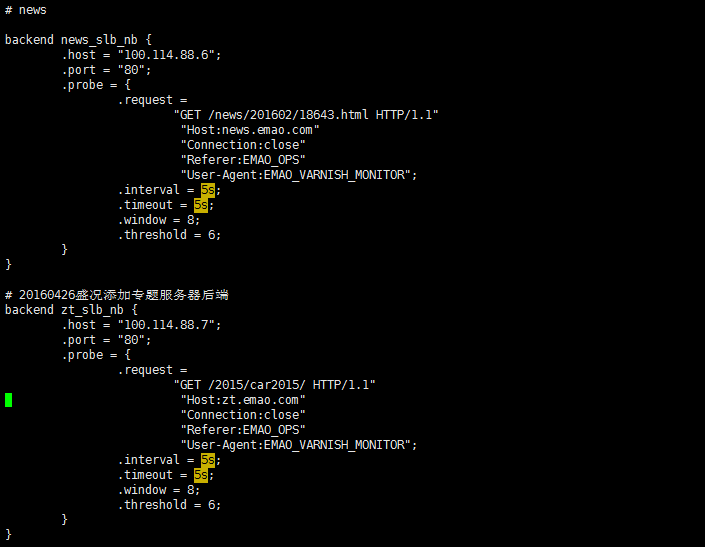 # news
backend news_slb_nb {
.host = "100.114.88.6";
.port = "80";
.probe = {
.request =
"GET /news/201602/18643.html HTTP/1.1"
"Host:news.emao.com"
"Connection:close"
"Referer:EMAO_OPS"
"User-Agent:EMAO_VARNISH_MONITOR";
.interval = 5s;
.timeout = 5s;
.window = 8;
.threshold = 6;
}
}
# 20160426盛况添加专题服务器后端
backend zt_slb_nb {
.host = "100.114.88.7";
.port = "80";
.probe = {
.request =
"GET /2015/car2015/ HTTP/1.1"
"Host:zt.emao.com"
"Connection:close"
"Referer:EMAO_OPS"
"User-Agent:EMAO_VARNISH_MONITOR";
.interval = 5s;
.timeout = 5s;
.window = 8;
.threshold = 6;
}
}